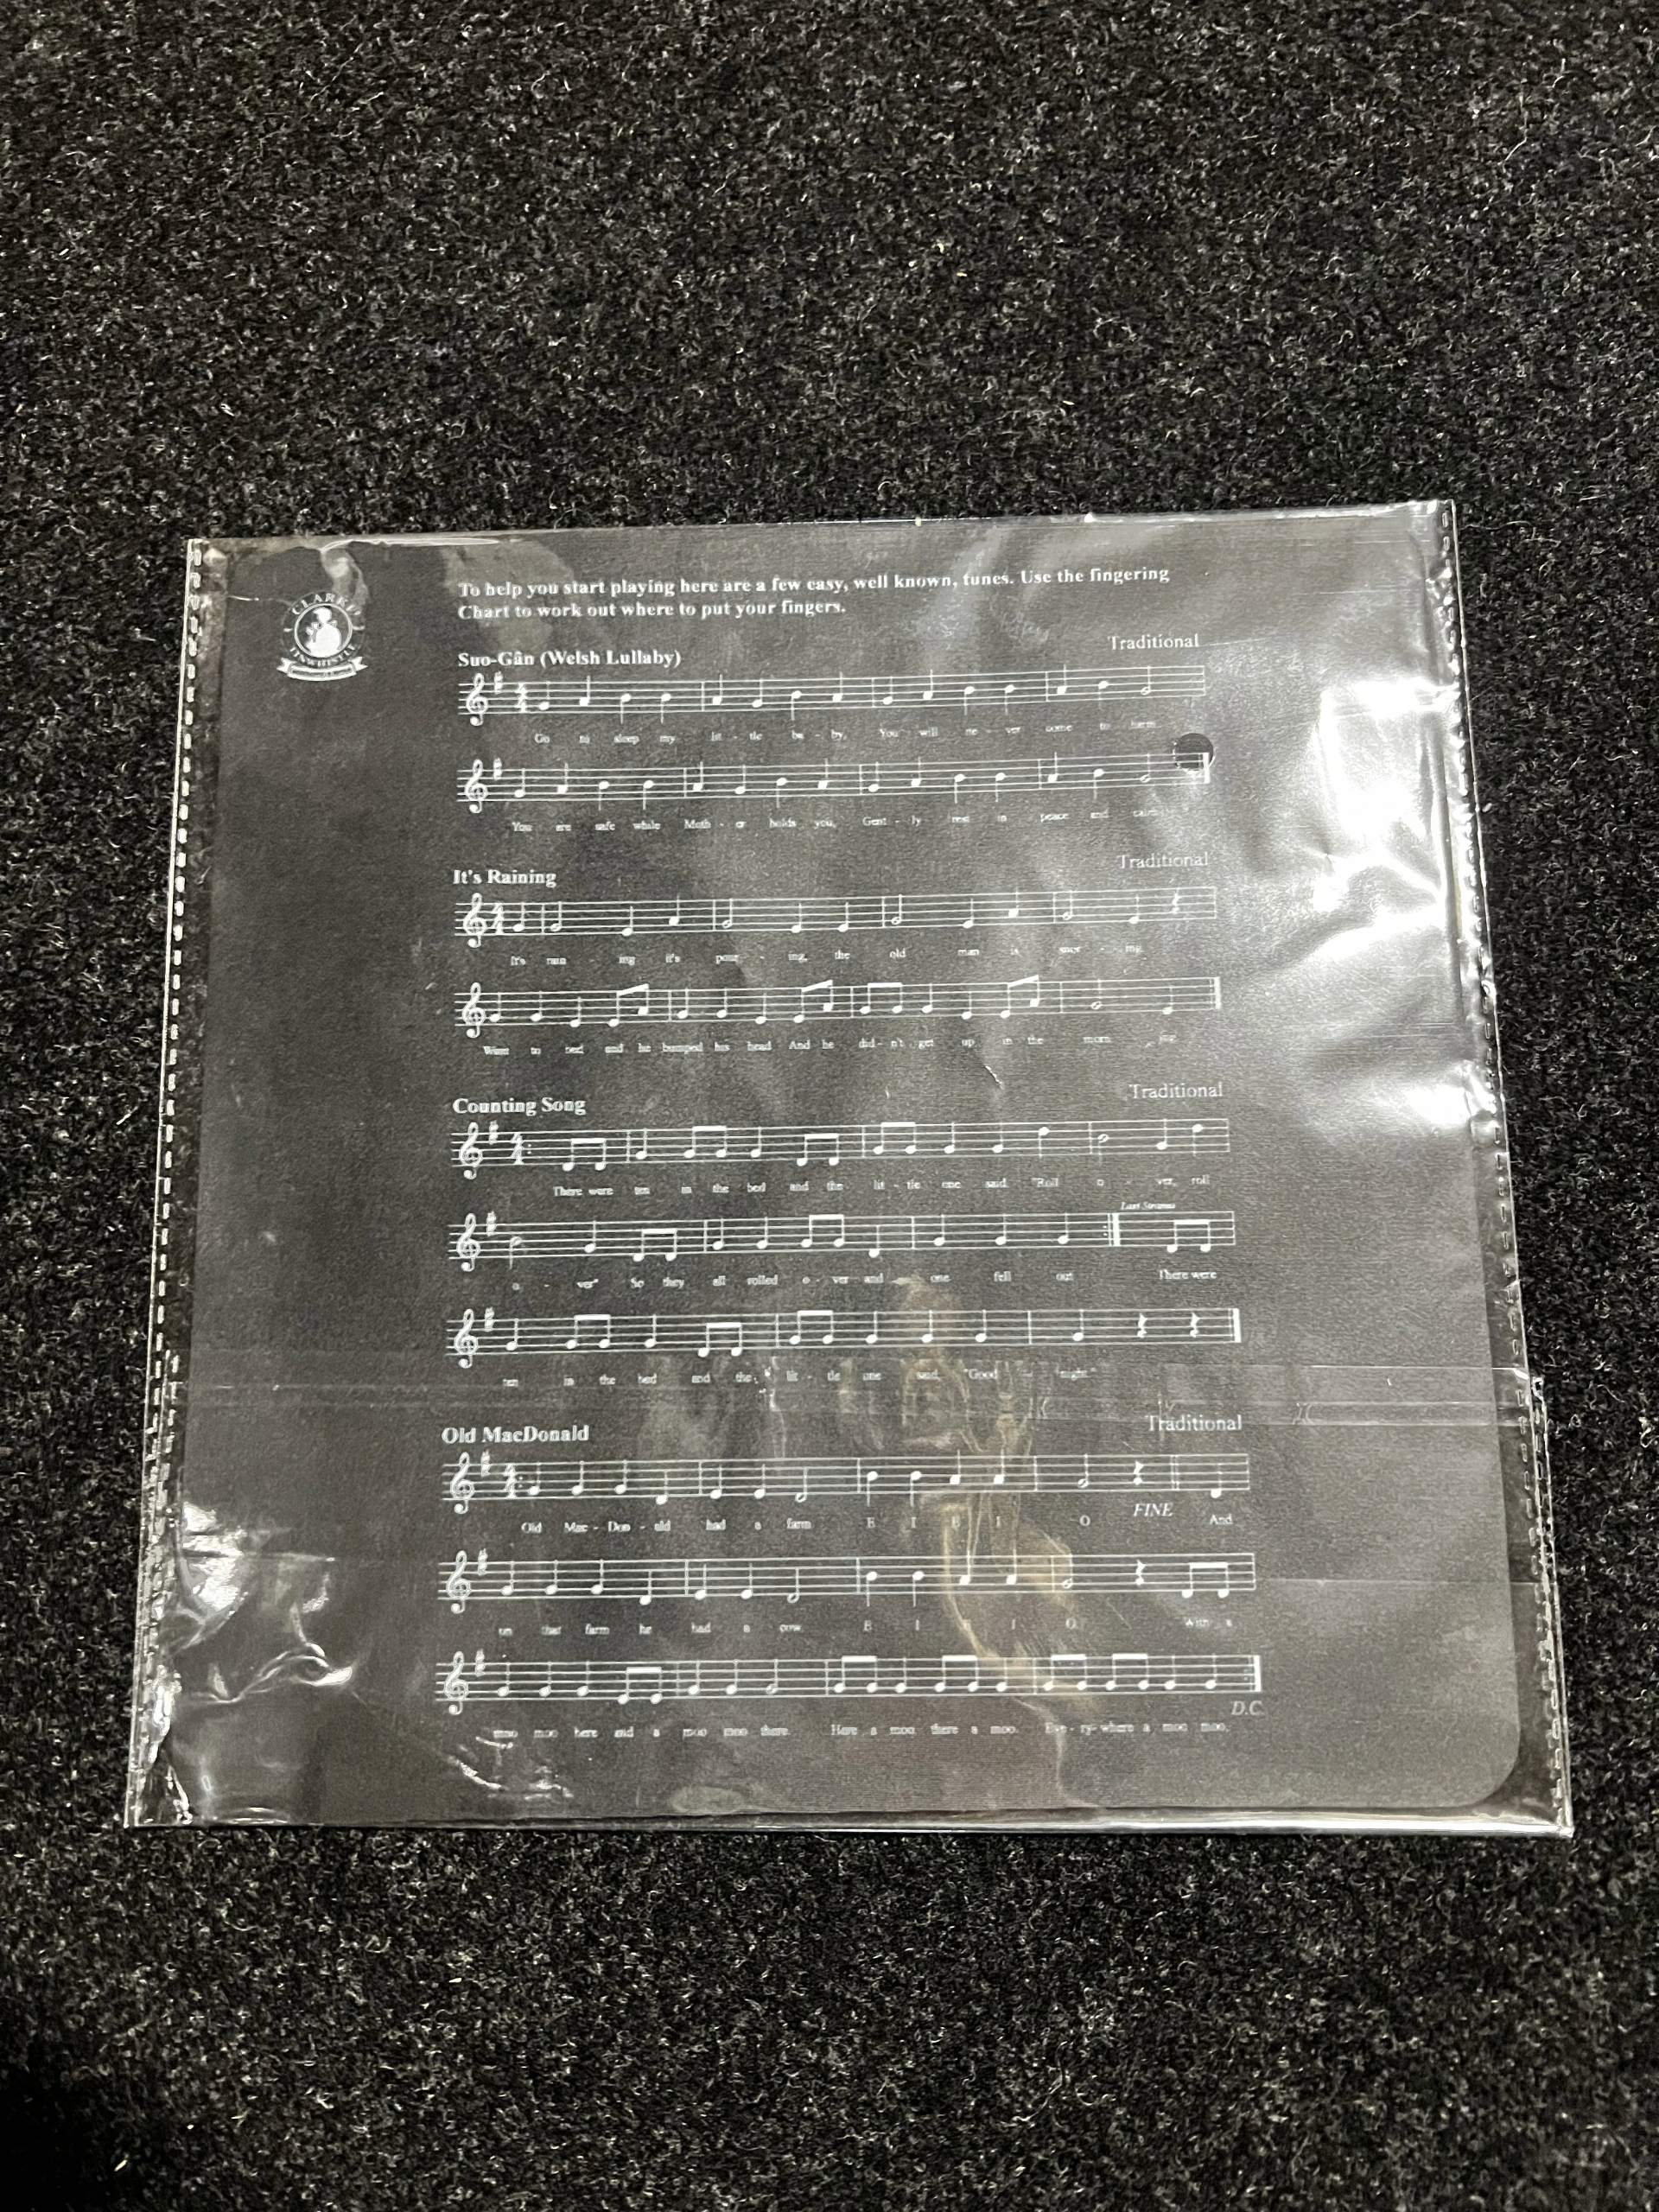 CLARKE
TINWHISTLE
To help you start playing here are a few easy, well known, tunes. Use the fingering
Chart to work out where to put your fingers.
Suo-Gân (Welsh Lullaby)
Traditional
Go to sleep my lit - tle ba - by, You will ne - ver come to harm
You are safe while Moth - er holds you, Gent - ly rest in peace and calm
It's Raining
Traditional
It's rain - ing it's pour - ing, the old man is snor - ing
Went to bed and he bumped his head And he did - n't get up in the morn - ing
Counting Song
Traditional
There were ten in the bed and the lit - tle one said "Roll o - ver, roll
Last Stranza
o - ver" So they all rolled o - ver and one fell out There were
ten in the bed and the lit - tle one said, "Good night."
Old MacDonald
Traditional
FINE
Old Mac - Don - ald had a farm E I E I O And
on that farm he had a cow E I I O With a
D.C.
moo moo here and a moo moo there. Here a moo there a moo. Eve - ry - where a moo moo.